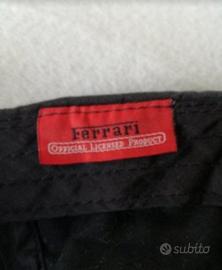 Ferrari
OFFICIAL LICENSED PRODUCT
subito